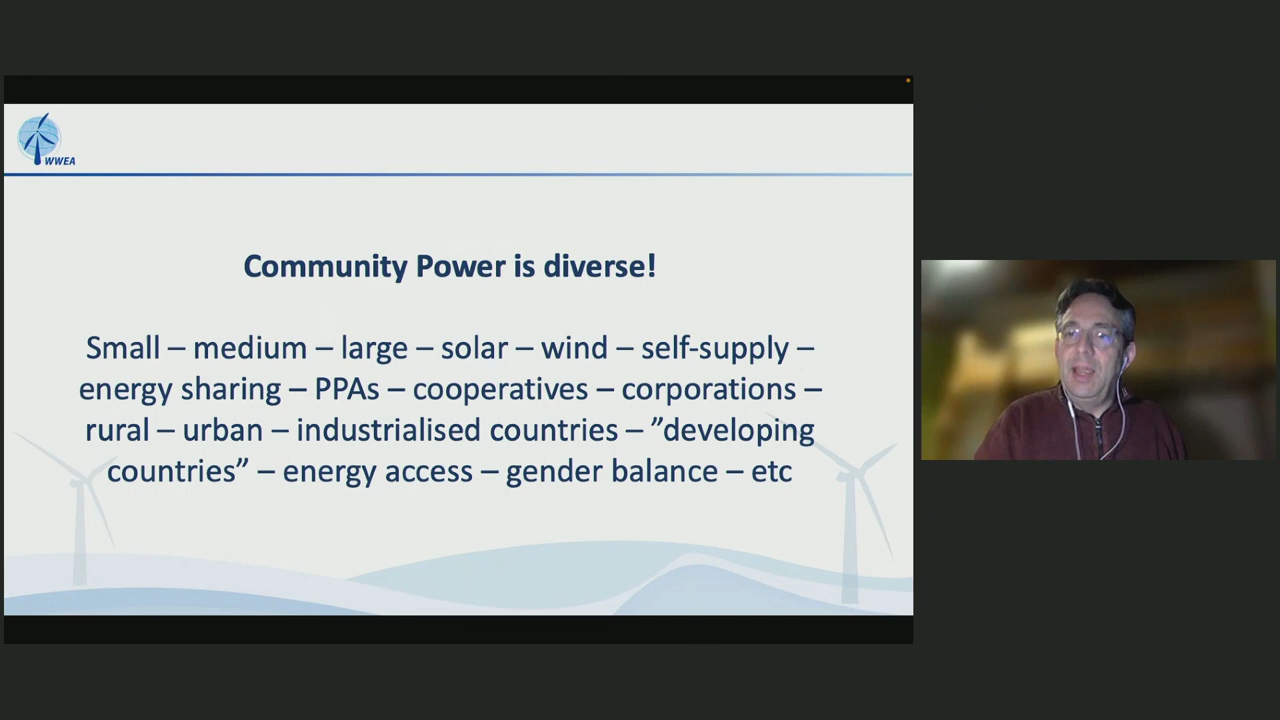 WWEA
Community Power is diverse!
Small – medium – large – solar – wind – self-supply –
energy sharing – PPAs – cooperatives – corporations –
rural – urban – industrialised countries – ”developing
countries” – energy access – gender balance – etc